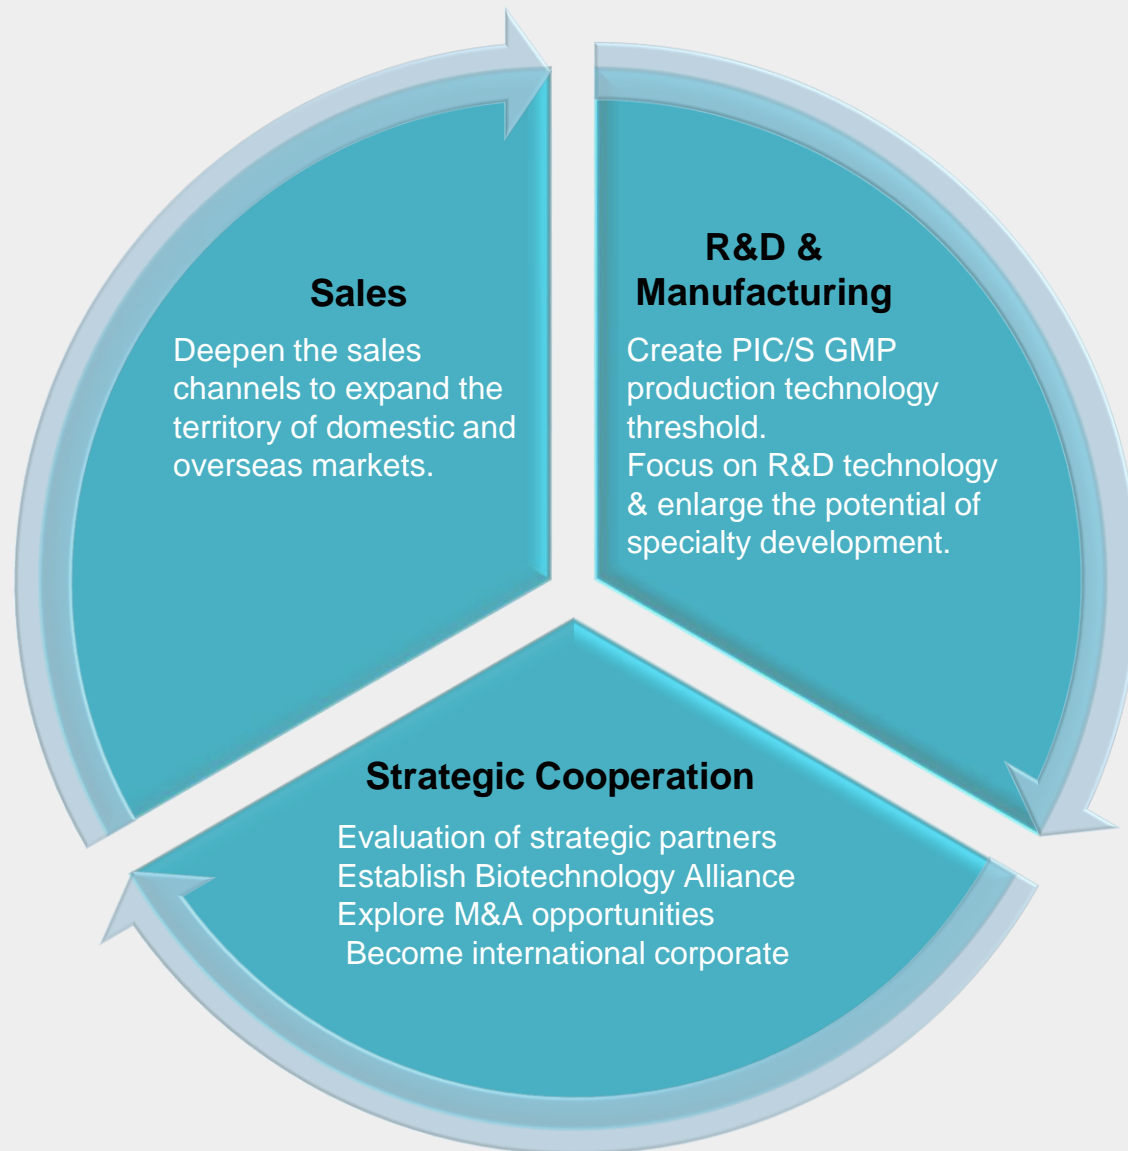 Sales
Deepen the sales
channels to expand the
territory of domestic and
overseas markets.
R&D &
Manufacturing
Create PIC/S GMP
production technology
threshold.
Focus on R&D technology
& enlarge the potential of
specialty development.
Strategic Cooperation
Evaluation of strategic partners
Establish Biotechnology Alliance
Explore M&A opportunities
Become international corporate